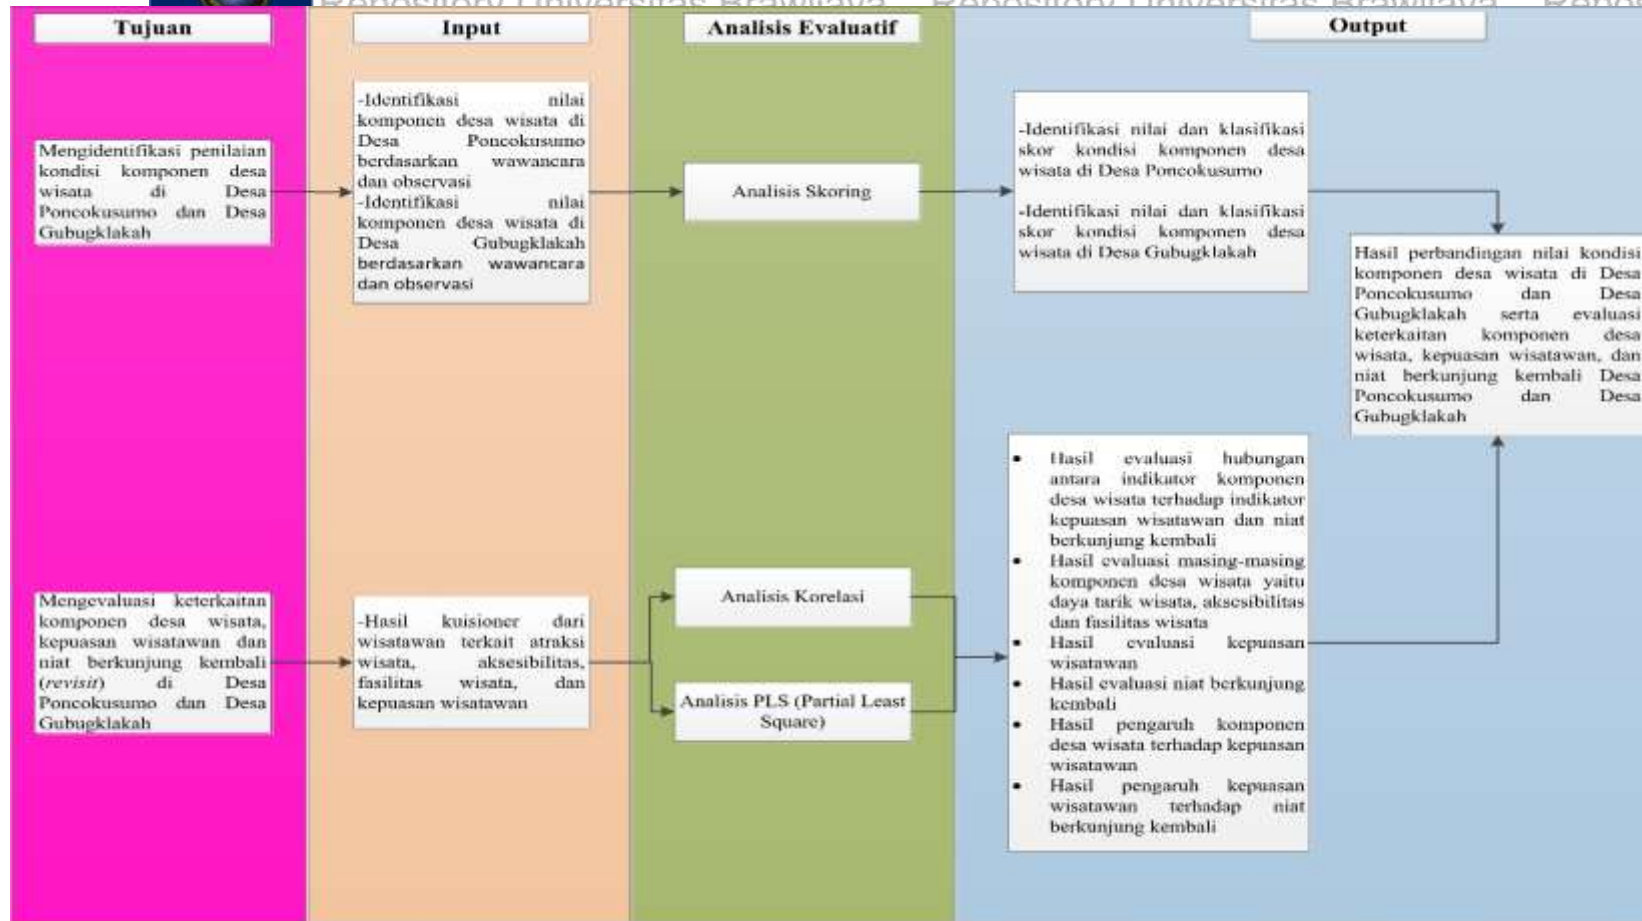 Repository Universitas Brawijaya
Repository Universitas Brawijaya
Repos
Tujuan
Input
Analisis Evaluatif
Output
Mengidentifikasi penilaian
kondisi komponen desa
wisata di Desa
Poncokusumo dan Desa
Gubugklakah
-Identifikasi nilai
komponen desa wisata di
Desa Poncokusumo
berdasarkan wawancara
dan observasi
-Identifikasi nilai
komponen desa wisata di
Desa Gubugklakah
berdasarkan wawancara
dan observasi
Analisis Skoring
-Identifikasi nilai dan klasifikasi
skor kondisi komponen desa
wisata di Desa Poncokusumo
-Identifikasi nilai dan klasifikasi
skor kondisi komponen desa
wisata di Desa Gubugklakah
Hasil perbandingan nilai kondisi
komponen desa wisata di Desa
Poncokusumo dan Desa
Gubugklakah serta evaluasi
keterkaitan komponen desa
wisata, kepuasan wisatawan, dan
niat berkunjung kembali Desa
Poncokusumo dan Desa
Gubugklakah
Mengevaluasi keterkaitan
komponen desa wisata,
kepuasan wisatawan dan
niat berkunjung kembali
(revisit) di Desa
Poncokusumo dan Desa
Gubugklakah
-Hasil kuisioner dari
wisatawan terkait atraksi
wisata, aksesibilitas,
fasilitas wisata, dan
kepuasan wisatawan
Analisis Korelasi
Analisis PLS (Partial Least
Square)
• Hasil evaluasi hubungan
antara indikator komponen
desa wisata terhadap indikator
kepuasan wisatawan dan niat
berkunjung kembali
• Hasil evaluasi masing-masing
komponen desa wisata yaitu
daya tarik wisata, aksesibilitas
dan fasilitas wisata
• Hasil evaluasi kepuasan
wisatawan
• Hasil evaluasi niat berkunjung
kembali
• Hasil pengaruh komponen
desa wisata terhadap kepuasan
wisatawan
• Hasil pengaruh kepuasan
wisatawan terhadap niat
berkunjung kembali